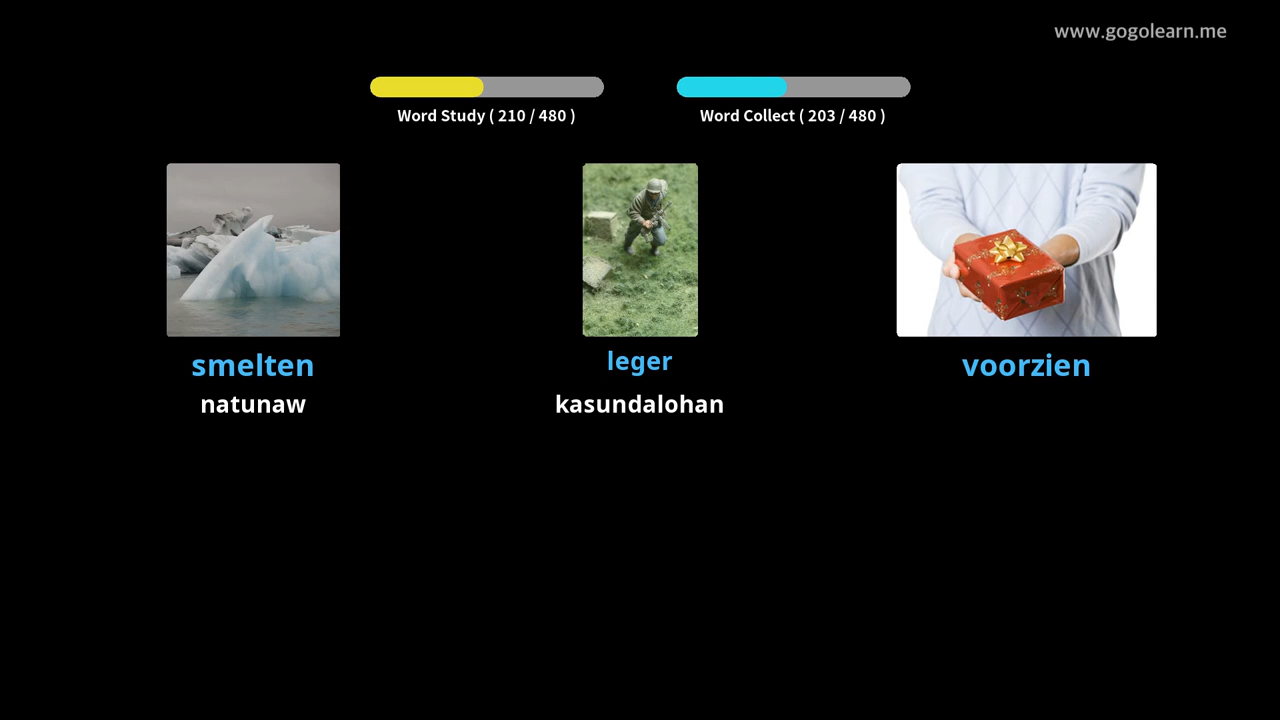 www.gogolearn.me
Word Study ( 210 / 480 )
Word Collect ( 203 / 480 )
smelten
leger
voorzien
natunaw
kasundalohan